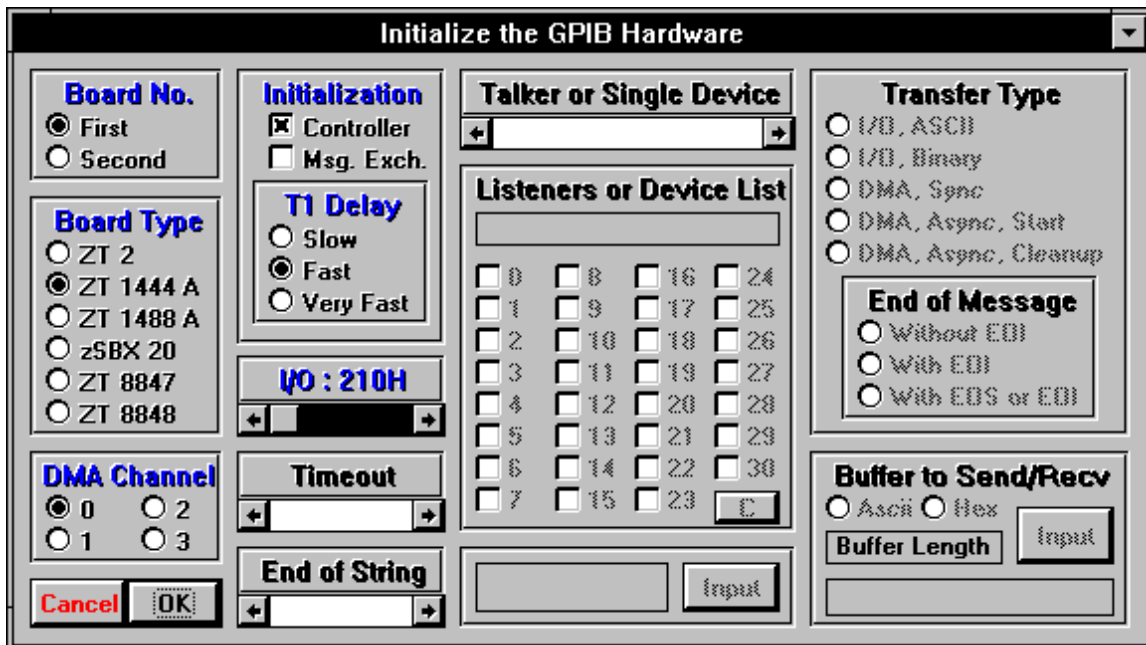 Initialize the GPIB Hardware
Board No.
First
Second
Board Type
ZT 2
ZT 1444 A
ZT 1488 A
zSBX 20
ZT 8847
ZT 8848
DMA Channel
0 2
1 3
Cancel OK
Initialization
Controller
Msg. Exch.
T1 Delay
Slow
Fast
Very Fast
I/O : 210H
Timeout
End of String
Talker or Single Device
Listeners or Device List
0 8 16 24
1 9 17 25
2 10 18 26
3 11 19 27
4 12 20 28
5 13 21 29
6 14 22 30
7 15 23 C
Input
Transfer Type
I/O, ASCII
I/O, Binary
DMA, Sync
DMA, Async, Start
DMA, Async, Cleanup
End of Message
Without EOI
With EOI
With EOS or EOI
Buffer to Send/Recv
Ascii Hex
Buffer Length Input